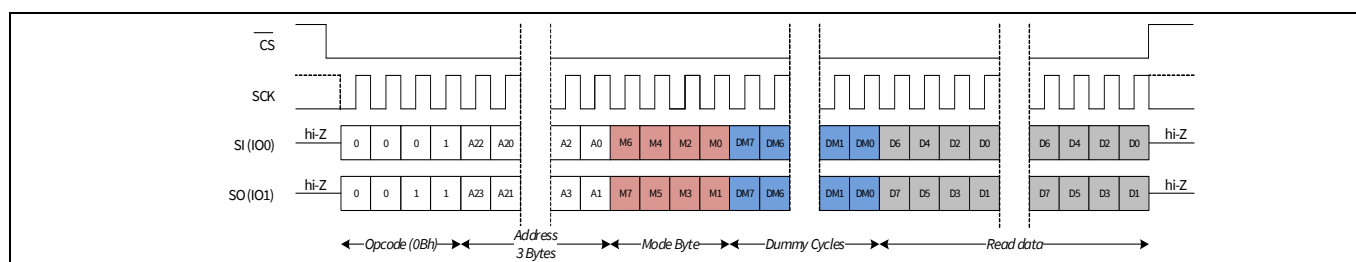 CS
SCK
SI (IO0) hi-Z 0 0 0 1 A22 A20 A2 A0 M6 M4 M2 M0 DM7 DM6 DM1 DM0 D6 D4 D2 D0 D6 D4 D2 D0 hi-Z
SO (IO1) hi-Z 0 0 1 1 A23 A21 A3 A1 M7 M5 M3 M1 DM7 DM6 DM1 DM0 D7 D5 D3 D1 D7 D5 D3 D1 hi-Z
Opcode (0Bh) Address 3 Bytes Mode Byte Dummy Cycles Read data